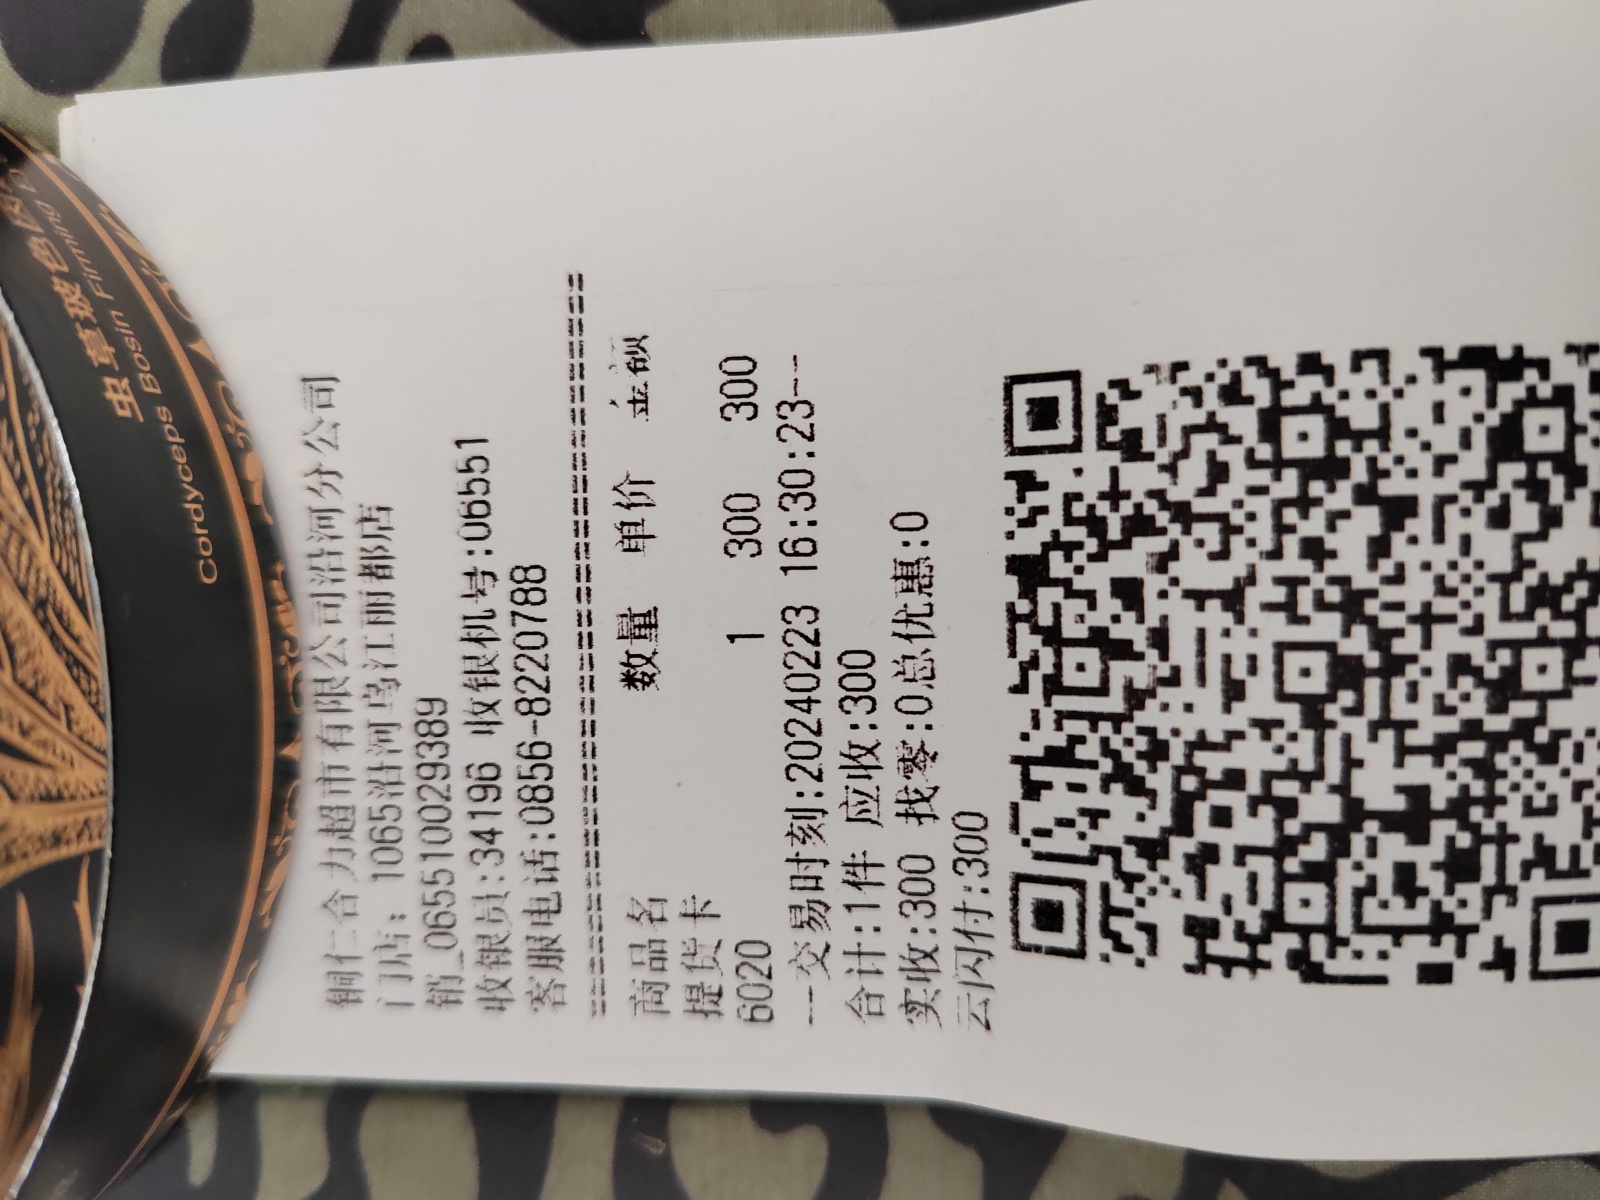 铜仁合力超市有限公司沿河分公司
门店: 1065沿河乌江丽都店
销_0655100029389
收银员:34196 收银机号:06551
客服电话:0856-8220788
商品名 数量 单价 金额
提货卡
6020 1 300 300
--交易时刻:20240223 16:30:23--
合计:1件 应收:300
实收:300 找零:0总优惠:0
云闪付:300
虫草玻色因
Cordyceps Bosin Firming
Cordyceps